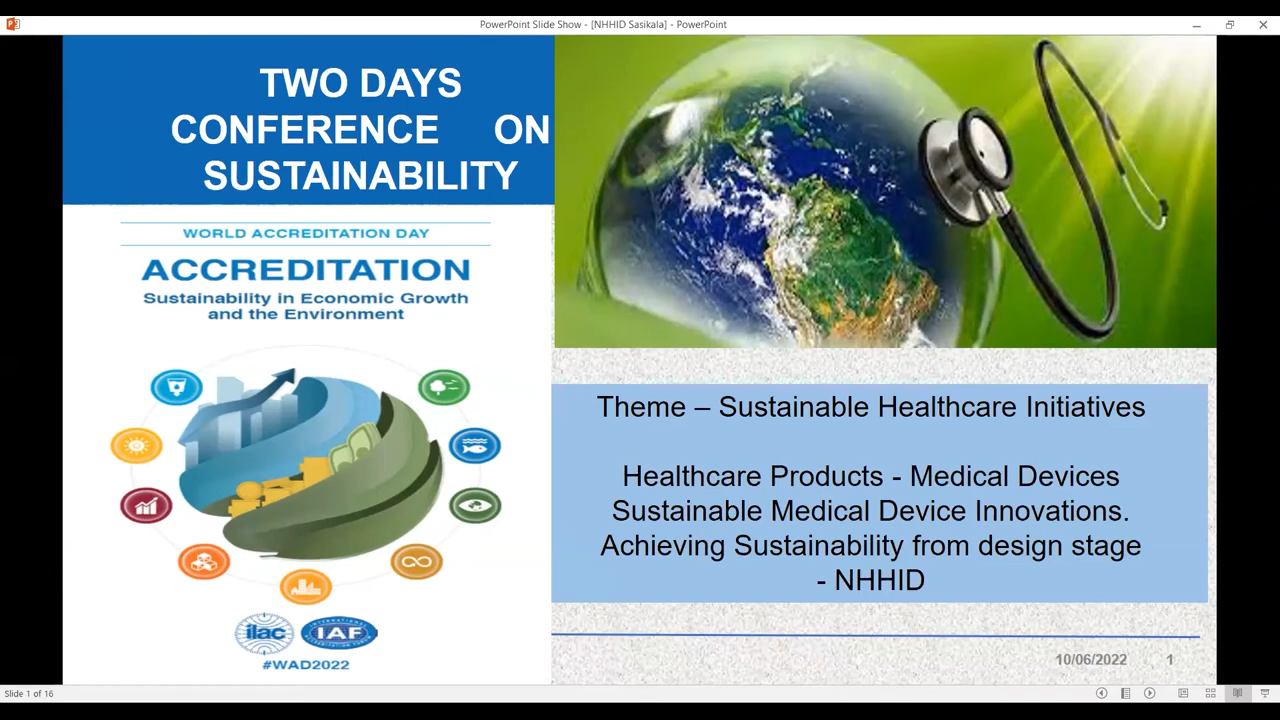 PowerPoint Slide Show - [NHHID Sasikala] - PowerPoint
TWO DAYS
CONFERENCE ON
SUSTAINABILITY
WORLD ACCREDITATION DAY
ACCREDITATION
Sustainability in Economic Growth
and the Environment
ilac
IAF
#WAD2022
Theme – Sustainable Healthcare Initiatives
Healthcare Products - Medical Devices
Sustainable Medical Device Innovations.
Achieving Sustainability from design stage
- NHHID
10/06/2022 1
Slide 1 of 16